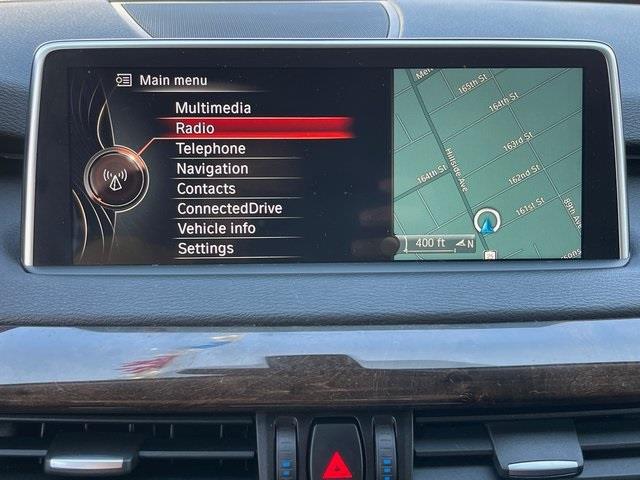 Main menu
Multimedia
Radio
Telephone
Navigation
Contacts
ConnectedDrive
Vehicle info
Settings
165th St
164th St
163rd St
164th St
162nd St
161st St
Hillside Ave
89th Ave
400 ft
N